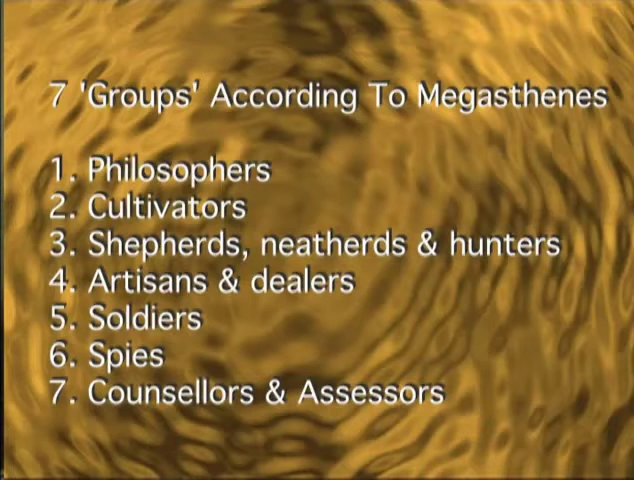 7 'Groups' According To Megasthenes
1. Philosophers
2. Cultivators
3. Shepherds, neatherds & hunters
4. Artisans & dealers
5. Soldiers
6. Spies
7. Counsellors & Assessors